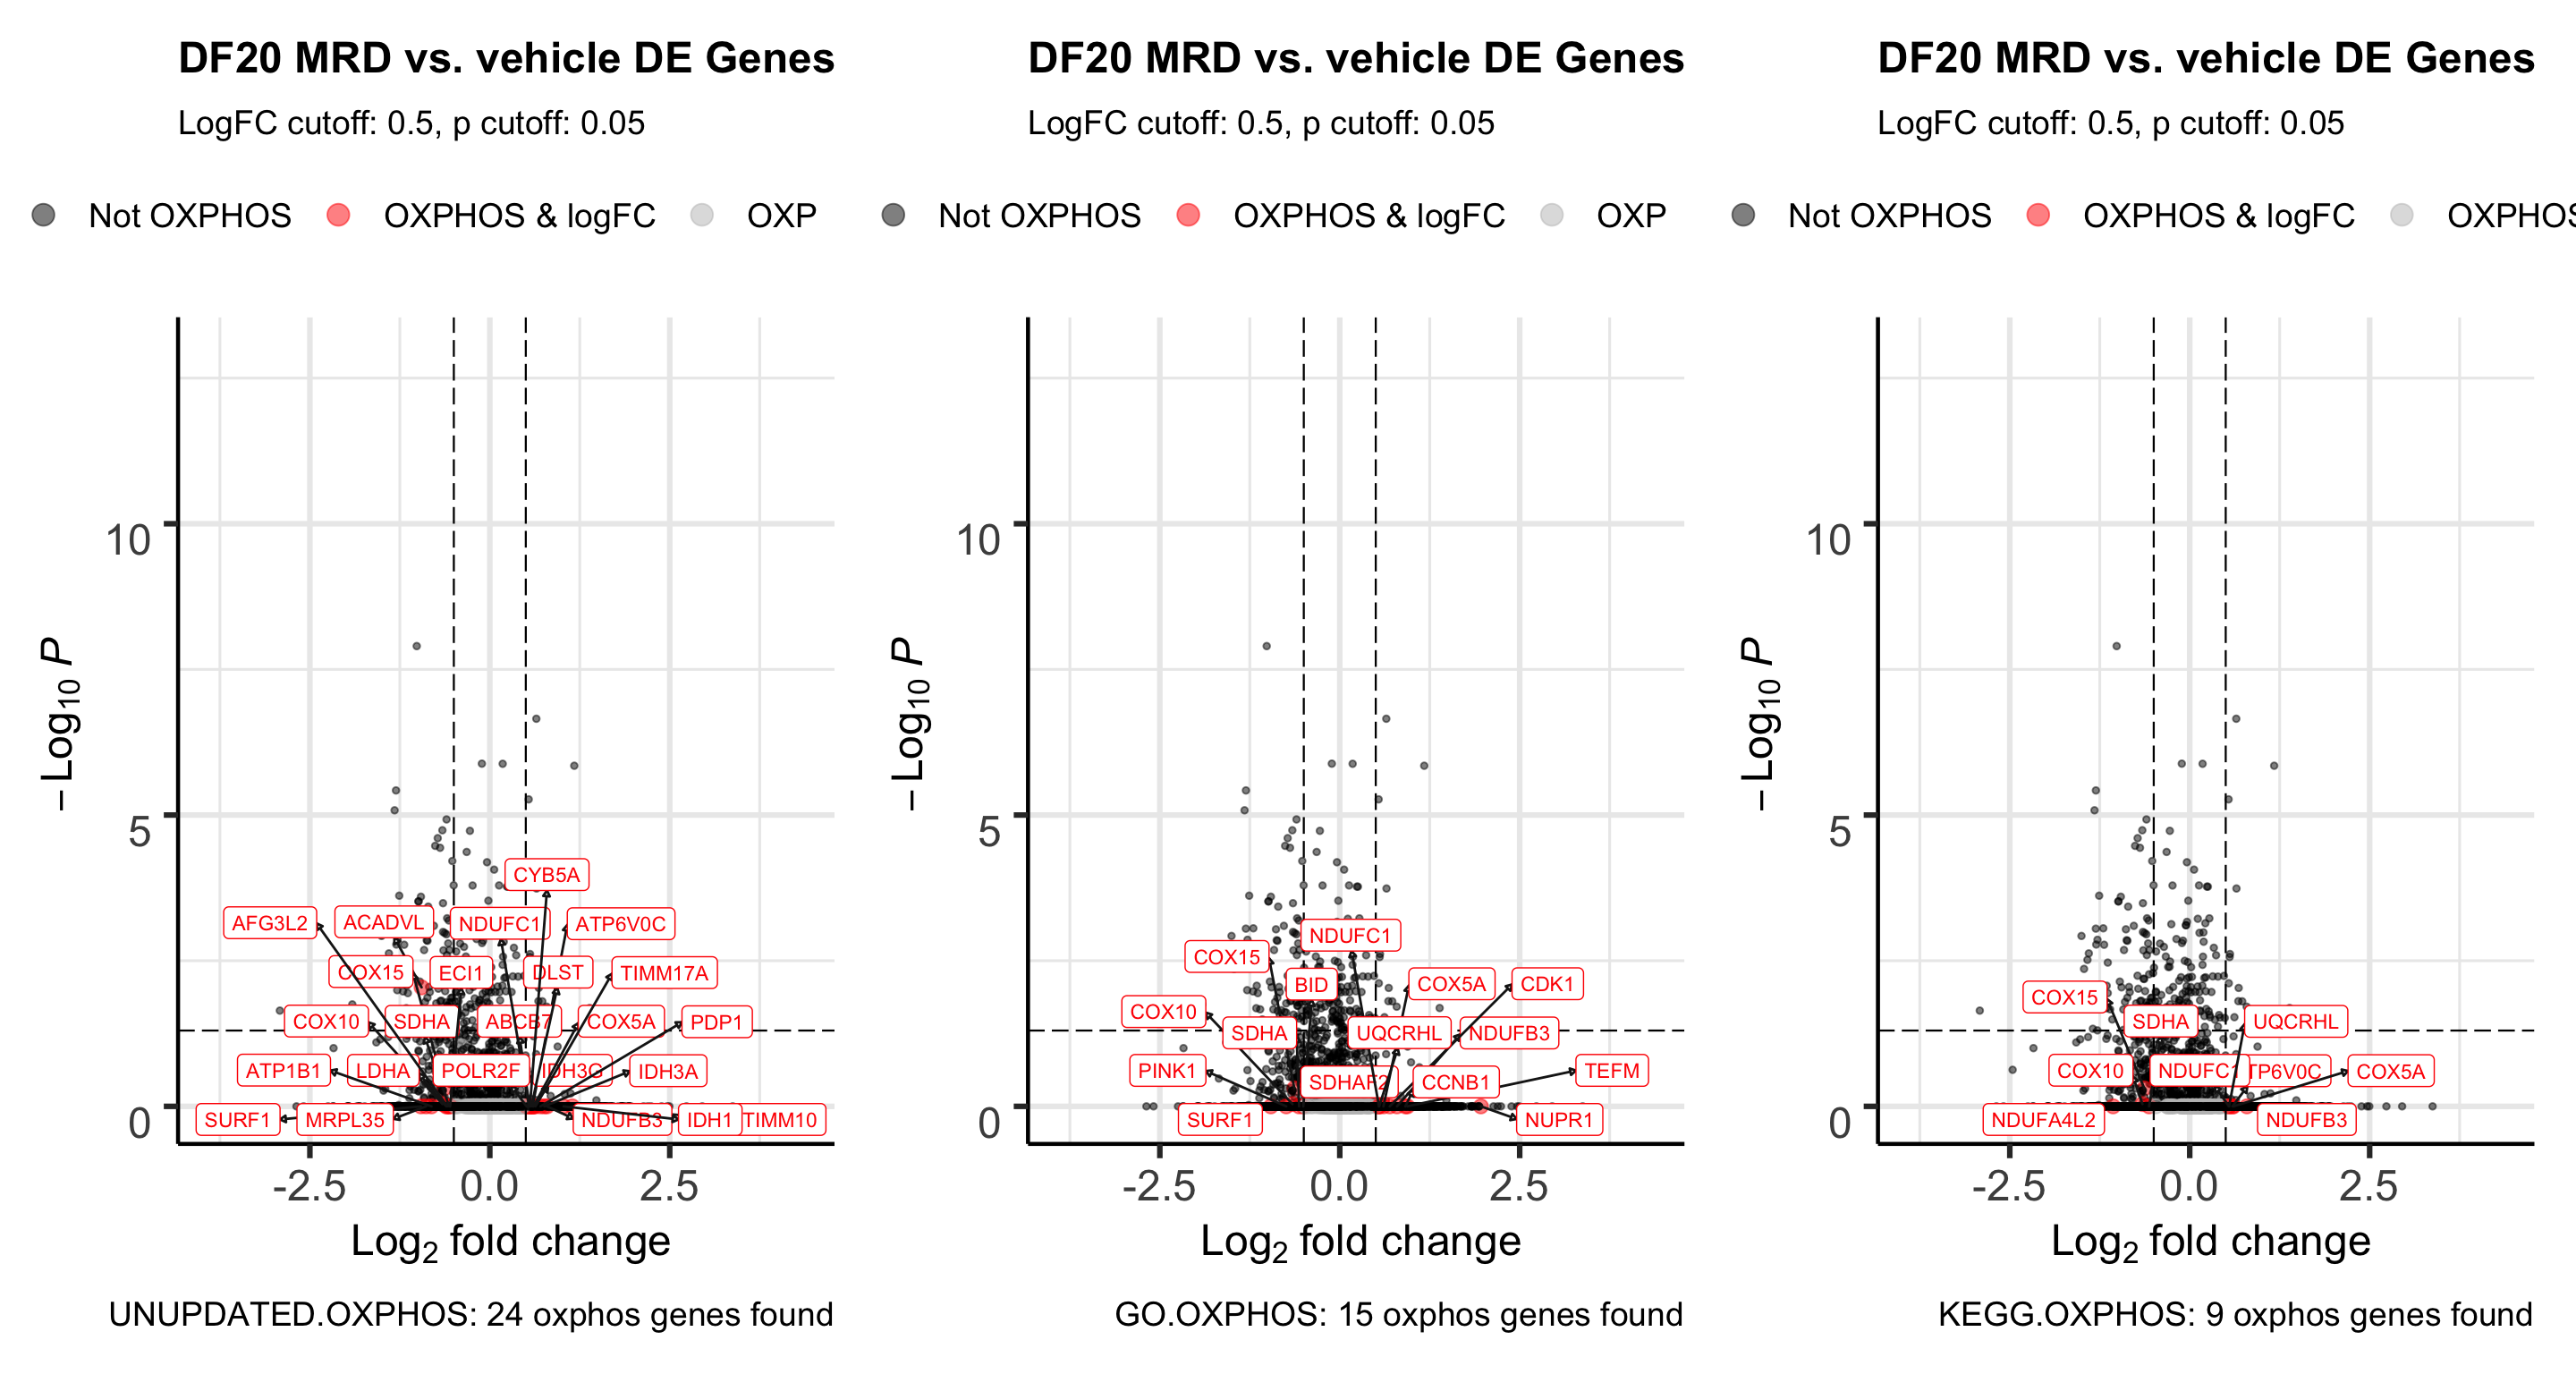 DF20 MRD vs. vehicle DE Genes
LogFC cutoff: 0.5, p cutoff: 0.05
Not OXPHOS
OXPHOS & logFC
OXP
10
5
0
− Log10 P
CYB5A
AFG3L2
ACADVL
NDUFC1
ATP6V0C
COX15
ECI1
DLST
TIMM17A
COX10
SDHA
ABCB7
COX5A
PDP1
ATP1B1
LDHA
POLR2F
IDH3G
IDH3A
SURF1
MRPL35
NDUFB3
IDH1
TIMM10
-2.5
0.0
2.5
Log2 fold change
UNUPDATED.OXPHOS: 24 oxphos genes found
DF20 MRD vs. vehicle DE Genes
LogFC cutoff: 0.5, p cutoff: 0.05
Not OXPHOS
OXPHOS & logFC
OXP
10
5
0
− Log10 P
NDUFC1
COX15
BID
COX5A
CDK1
COX10
SDHA
UQCRHL
NDUFB3
PINK1
SDHAF2
CCNB1
TEFM
SURF1
NUPR1
-2.5
0.0
2.5
Log2 fold change
GO.OXPHOS: 15 oxphos genes found
DF20 MRD vs. vehicle DE Genes
LogFC cutoff: 0.5, p cutoff: 0.05
Not OXPHOS
OXPHOS & logFC
OXPHOS
10
5
0
− Log10 P
COX15
SDHA
UQCRHL
COX10
NDUFC1
TP6V0C
COX5A
NDUFA4L2
NDUFB3
-2.5
0.0
2.5
Log2 fold change
KEGG.OXPHOS: 9 oxphos genes found